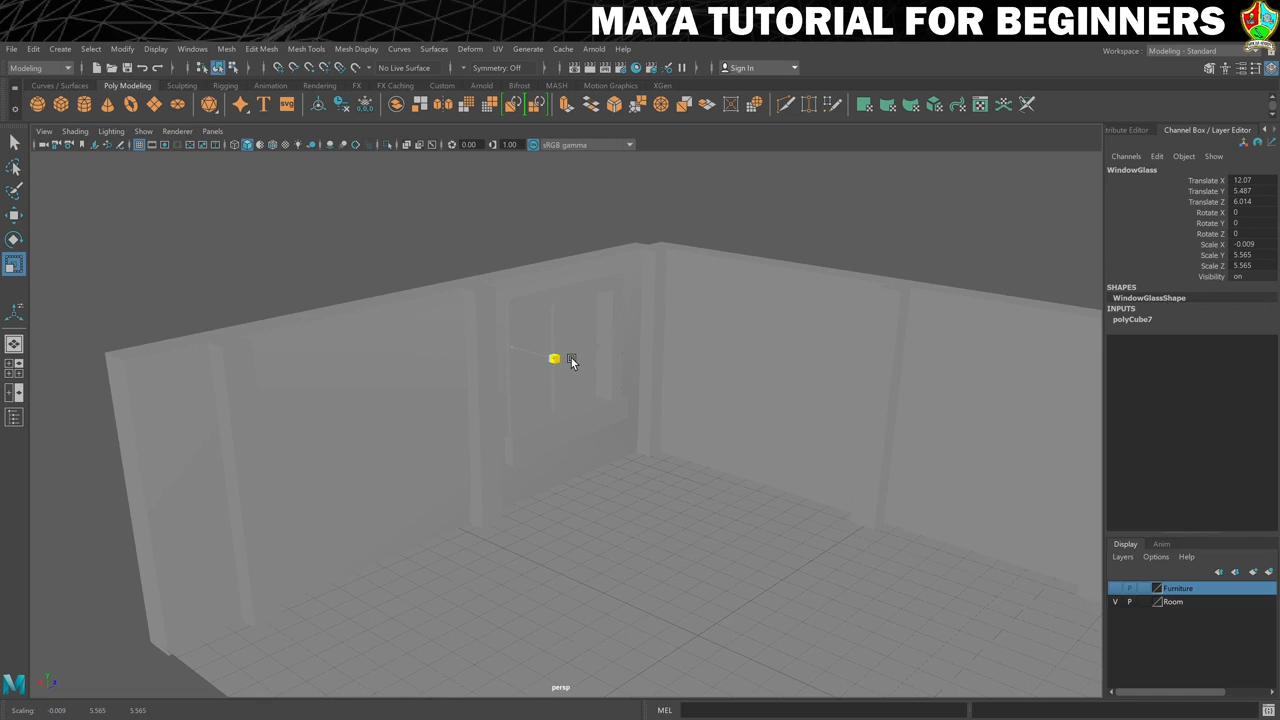 MAYA TUTORIAL FOR BEGINNERS
File Edit Create Select Modify Display Windows Mesh Edit Mesh Mesh Tools Mesh Display Curves Surfaces Deform UV Generate Cache Arnold Help
Workspace : Modeling - Standard
Modeling
No Live Surface
Symmetry: Off
Sign In
Curves / Surfaces Poly Modeling Sculpting Rigging Animation Rendering FX FX Caching Custom Arnold Bifrost MASH Motion Graphics XGen
View Shading Lighting Show Renderer Panels
0.00 1.00 sRGB gamma
tribute Editor Channel Box / Layer Editor
Channels Edit Object Show
WindowGlass
Translate X 12.07
Translate Y 5.487
Translate Z 6.014
Rotate X 0
Rotate Y 0
Rotate Z 0
Scale X -0.009
Scale Y 5.565
Scale Z 5.565
Visibility on
SHAPES
WindowGlassShape
INPUTS
polyCube7
Display Anim
Layers Options Help
P Furniture
V P Room
persp
Scaling: -0.009 5.565 5.565
MEL